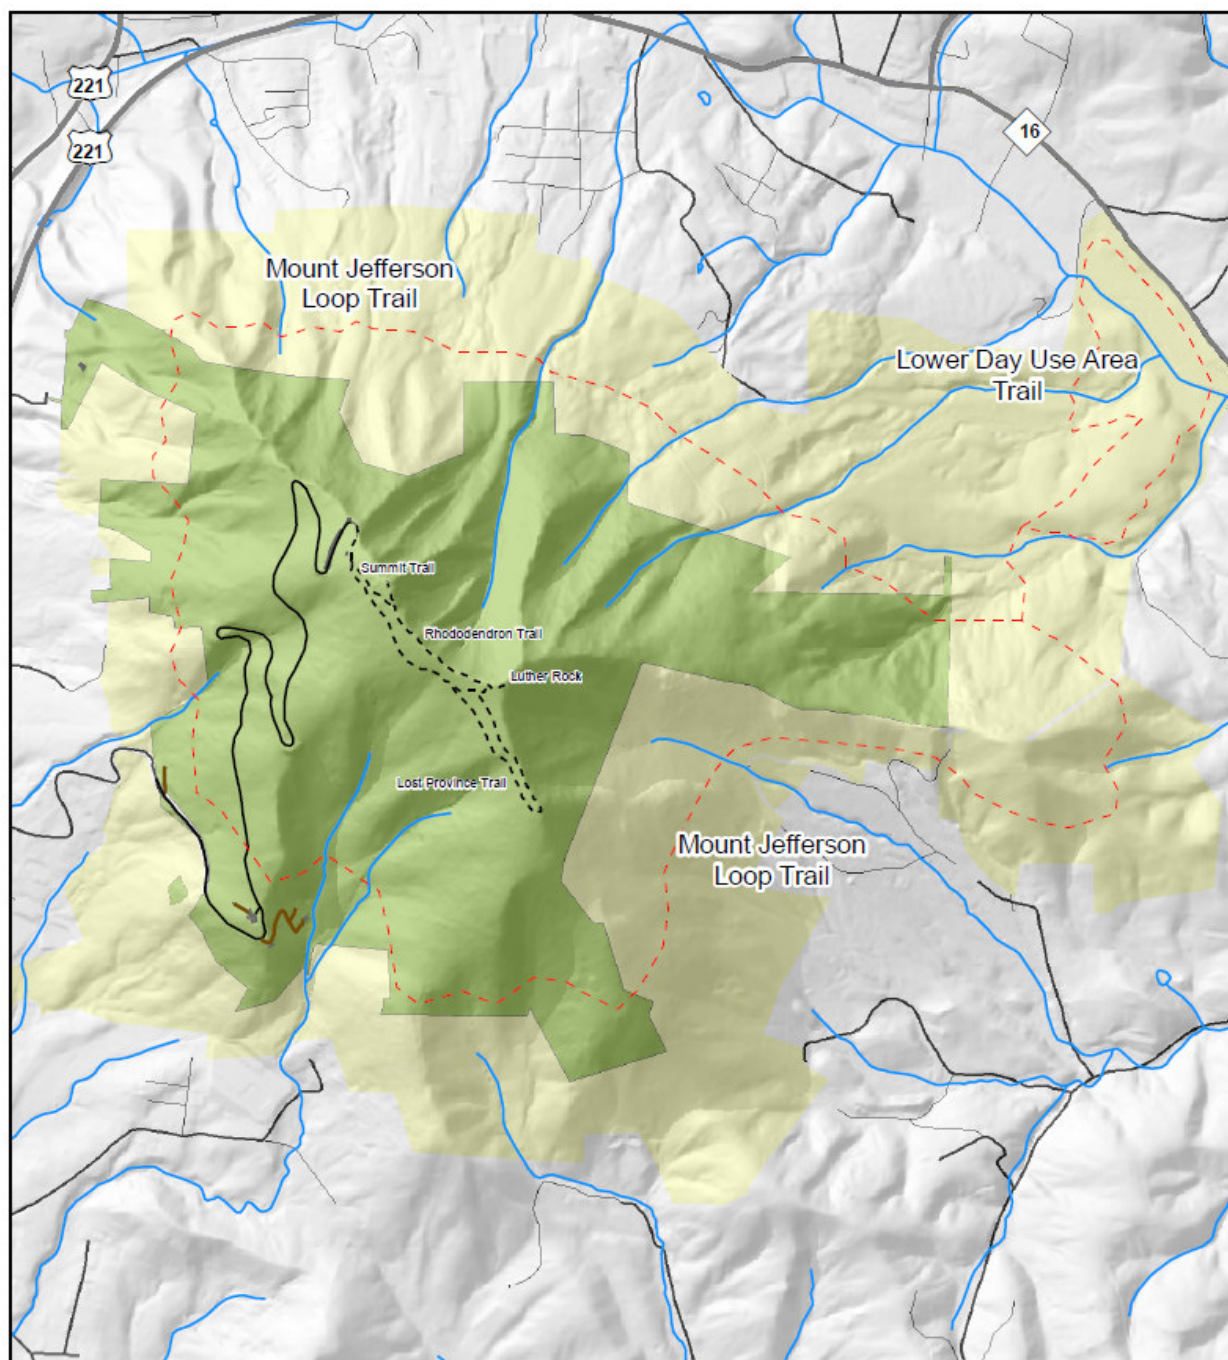 221
221
16
Mount Jefferson
Loop Trail
Lower Day Use Area
Trail
Summit Trail
Rhododendron Trail
Luther Rock
Lost Province Trail
Mount Jefferson
Loop Trail